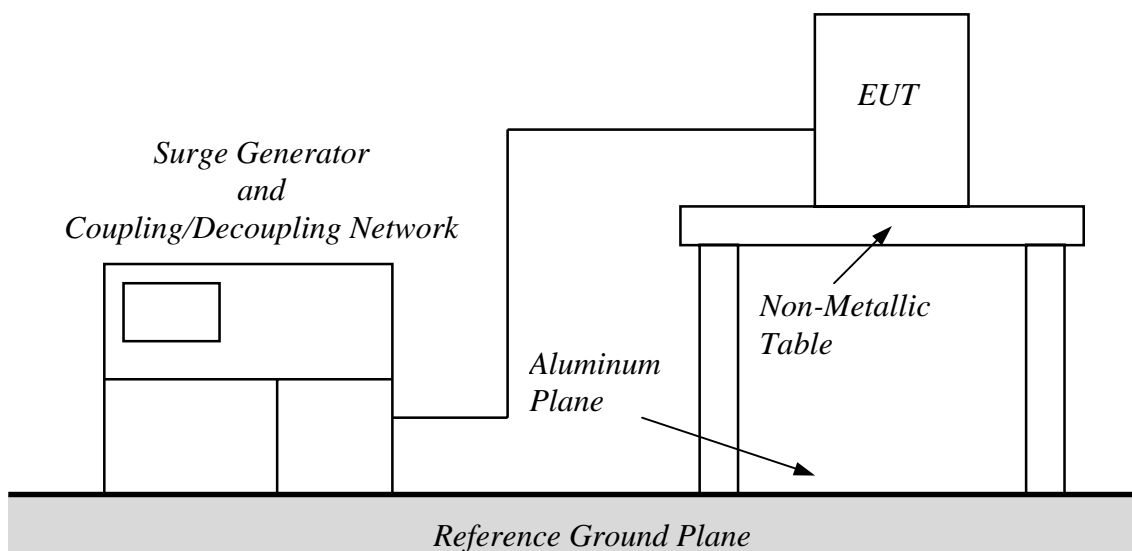 EUT
Surge Generator
and
Coupling/Decoupling Network
Non-Metallic
Table
Aluminum
Plane
Reference Ground Plane